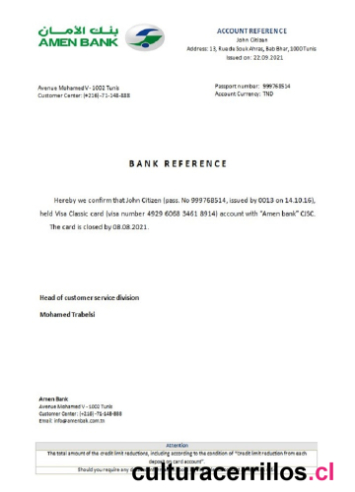 بنك الأمان
AMEN BANK
ACCOUNT REFERENCE
John Citizen
Address: 13, Rue de Souk Ahras, Bab Bhar, 1000 Tunis
Issued on: 22.09.2021
Avenue Mohamed V - 1002 Tunis
Customer Center: (+216)-71-148-888
Passport number: 999768514
Account Currency: TND
BANK REFERENCE
Hereby we confirm that John Citizen (pass. No 999768514, issued by 0013 on 14.10.16),
held Visa Classic card (visa number 4929 6068 3461 8914) account with "Amen bank" CJSC.
The card is closed by 08.08.2021.
Head of customer service division
Mohamed Trabelsi
Amen Bank
Avenue Mohamed V - 1002 Tunis
Customer Center: (+216)-71-148-888
Email: info@amenbank.com.tn
Attention
The total amount of the credit limit reductions, including according to the condition of "Credit limit reduction from each
deposit on card account".
Should you require any
culturacerrillos.cl